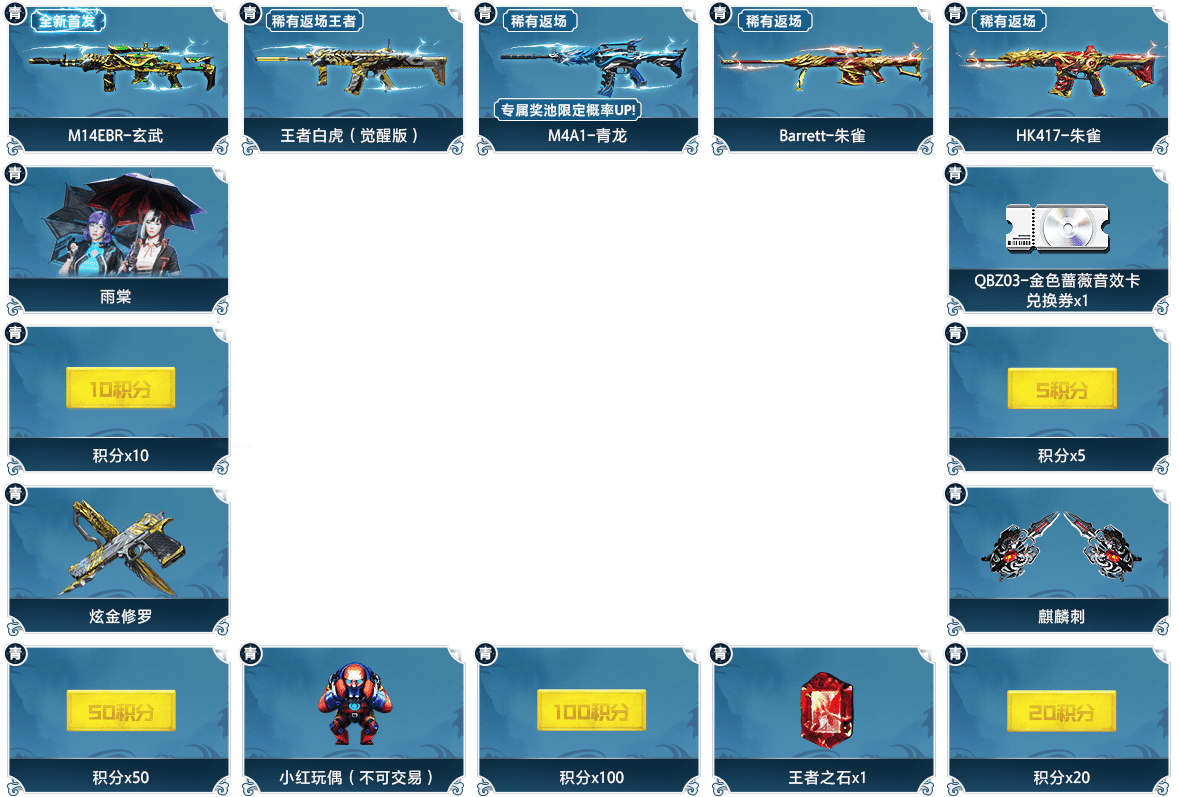 青 全新首发
M14EBR-玄武
青 稀有返场王者
王者白虎（觉醒版）
青 稀有返场
专属奖池限定概率UP!
M4A1-青龙
青 稀有返场
Barrett-朱雀
青 稀有返场
HK417-朱雀
青
雨棠
青
QBZ03-金色蔷薇音效卡
兑换券x1
青
10积分
积分x10
青
5积分
积分x5
青
炫金修罗
青
麒麟刺
青
50积分
积分x50
青
小红玩偶（不可交易）
青
100积分
积分x100
青
王者之石x1
青
20积分
积分x20